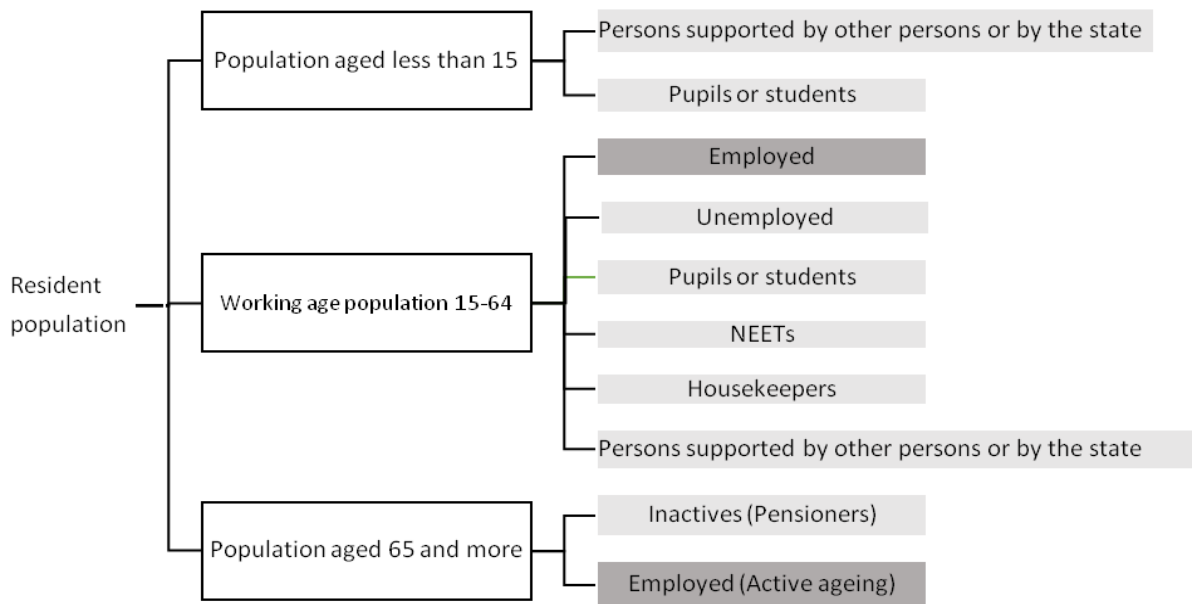 Resident
population
Population aged less than 15
Persons supported by other persons or by the state
Pupils or students
Working age population 15-64
Employed
Unemployed
Pupils or students
NEETs
Housekeepers
Persons supported by other persons or by the state
Population aged 65 and more
Inactives (Pensioners)
Employed (Active ageing)